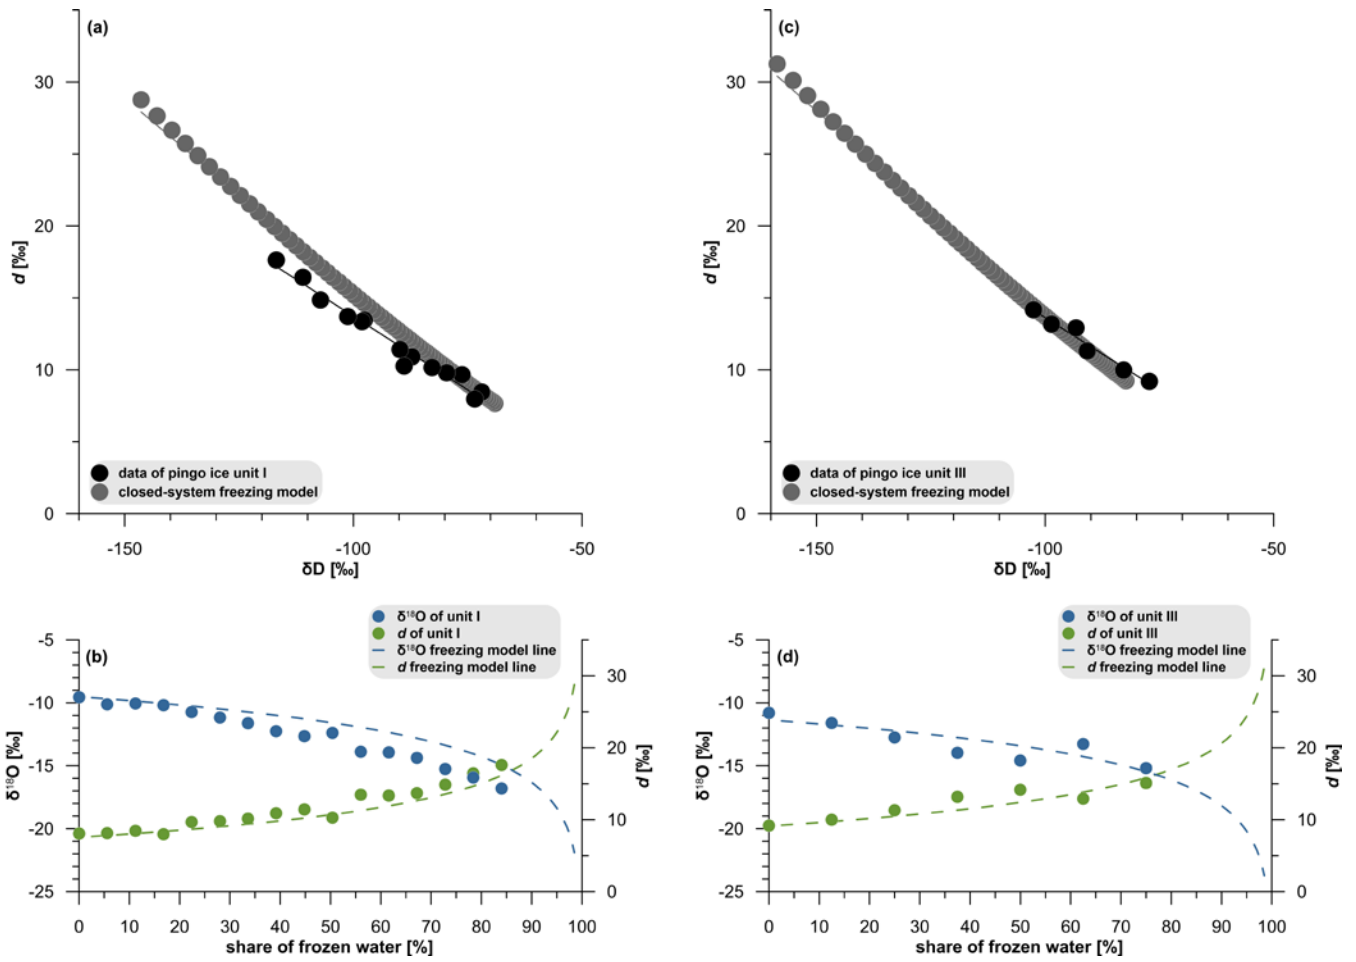 (a)
30
20
10
0
d [‰]
-150
-100
-50
δD [‰]
data of pingo ice unit I
closed-system freezing model
(c)
30
20
10
0
d [‰]
-150
-100
-50
δD [‰]
data of pingo ice unit III
closed-system freezing model
(b)
δ¹⁸O of unit I
d of unit I
δ¹⁸O freezing model line
d freezing model line
-5
-10
-15
-20
-25
δ¹⁸O [‰]
30
20
10
0
d [‰]
0 10 20 30 40 50 60 70 80 90 100
share of frozen water [%]
(d)
δ¹⁸O of unit III
d of unit III
δ¹⁸O freezing model line
d freezing model line
-5
-10
-15
-20
-25
δ¹⁸O [‰]
30
20
10
0
d [‰]
0 10 20 30 40 50 60 70 80 90 100
share of frozen water [%]